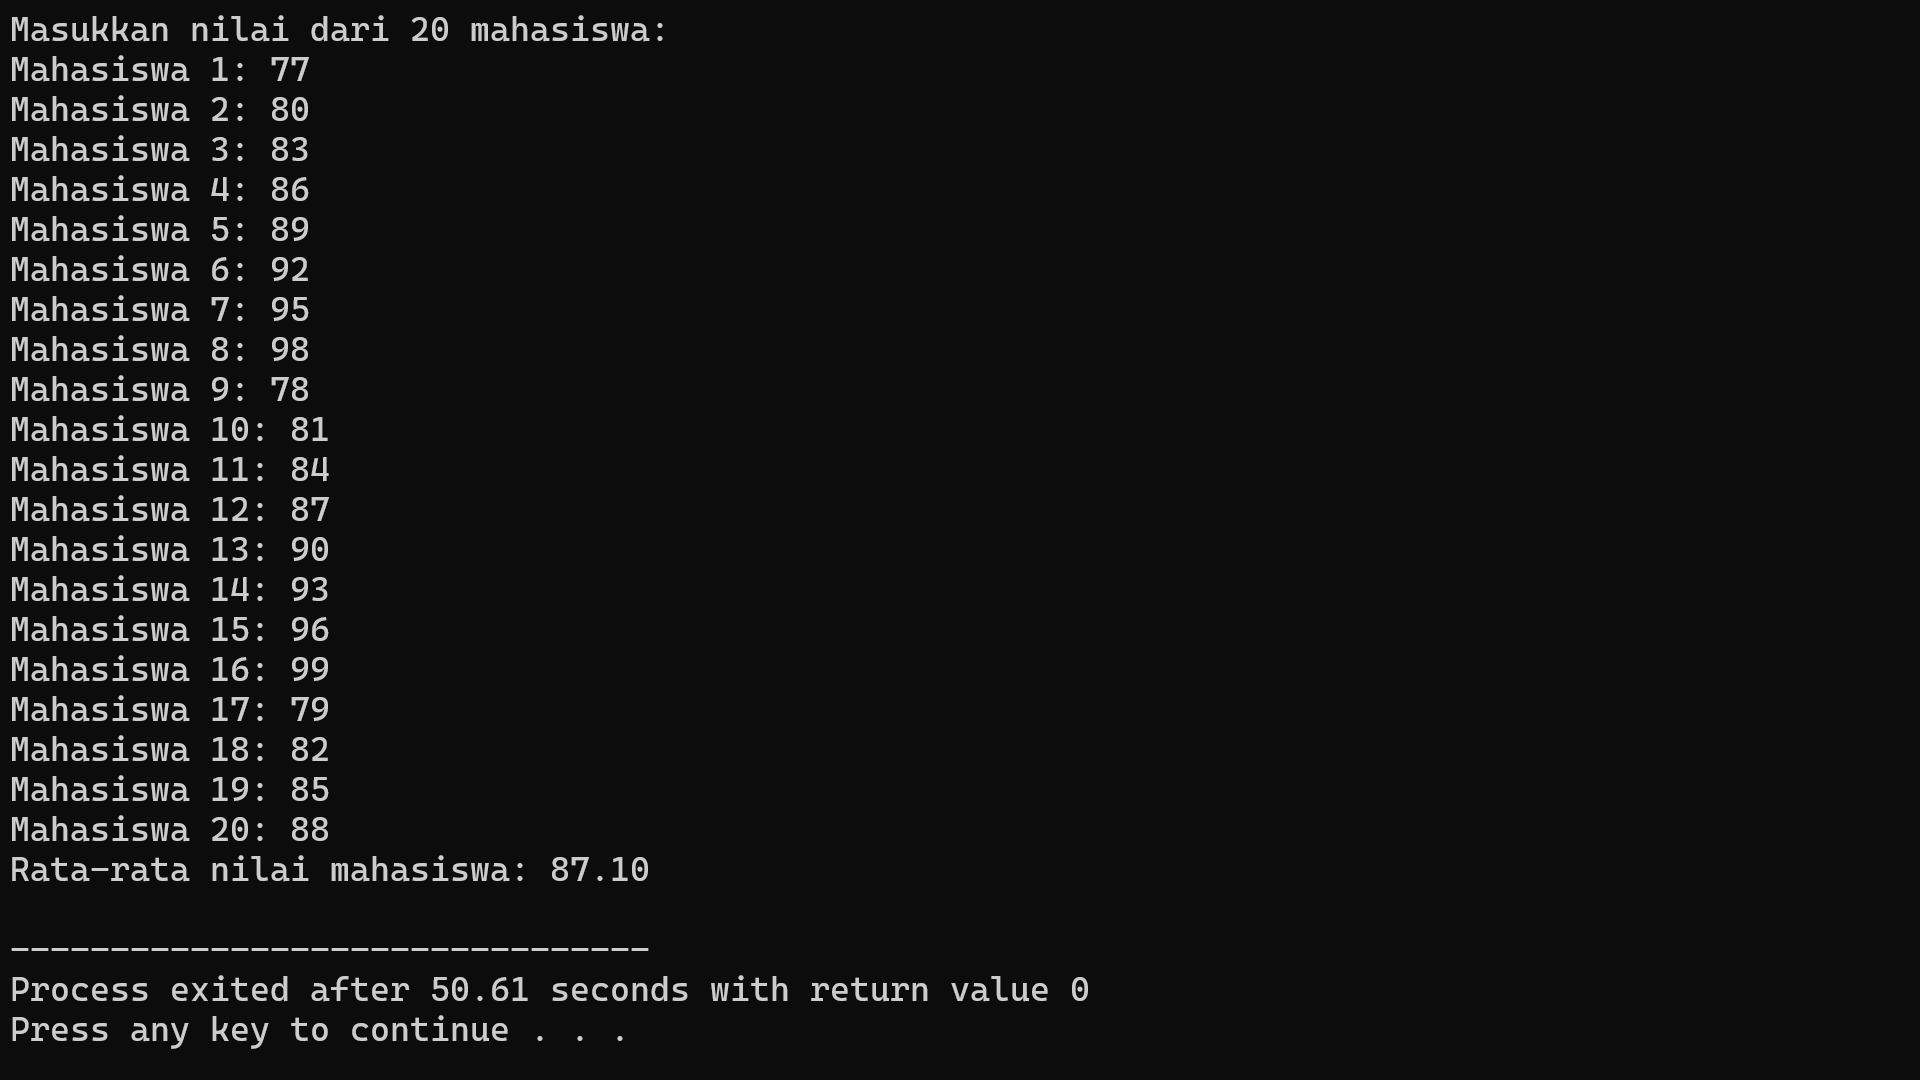 Masukkan nilai dari 20 mahasiswa:
Mahasiswa 1: 77
Mahasiswa 2: 80
Mahasiswa 3: 83
Mahasiswa 4: 86
Mahasiswa 5: 89
Mahasiswa 6: 92
Mahasiswa 7: 95
Mahasiswa 8: 98
Mahasiswa 9: 78
Mahasiswa 10: 81
Mahasiswa 11: 84
Mahasiswa 12: 87
Mahasiswa 13: 90
Mahasiswa 14: 93
Mahasiswa 15: 96
Mahasiswa 16: 99
Mahasiswa 17: 79
Mahasiswa 18: 82
Mahasiswa 19: 85
Mahasiswa 20: 88
Rata-rata nilai mahasiswa: 87.10
--------------------------------
Process exited after 50.61 seconds with return value 0
Press any key to continue . . .